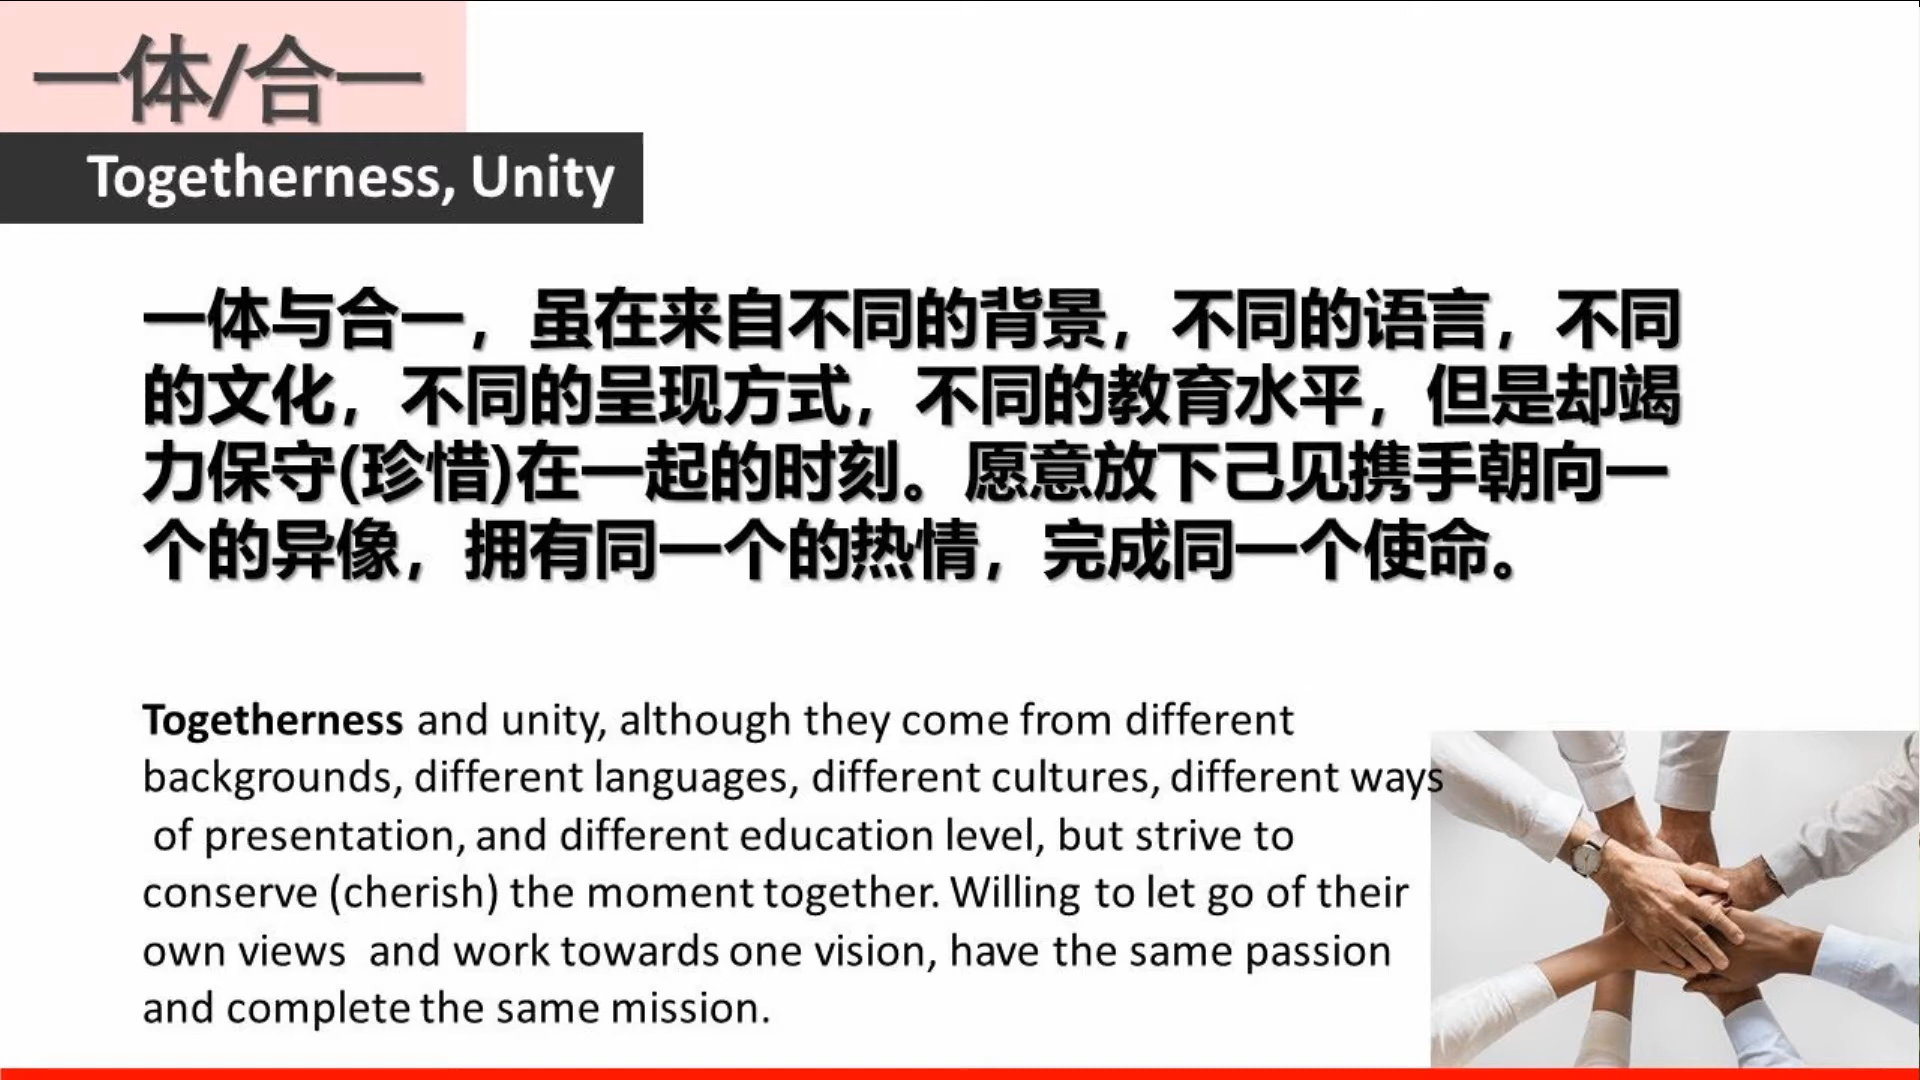 一体/合一
Togetherness, Unity
一体与合一，虽在来自不同的背景，不同的语言，不同
的文化，不同的呈现方式，不同的教育水平，但是却竭
力保守(珍惜)在一起的时刻。愿意放下己见携手朝向一
个的异像，拥有同一个的热情，完成同一个使命。
Togetherness and unity, although they come from different
backgrounds, different languages, different cultures, different ways
of presentation, and different education level, but strive to
conserve (cherish) the moment together. Willing to let go of their
own views and work towards one vision, have the same passion
and complete the same mission.